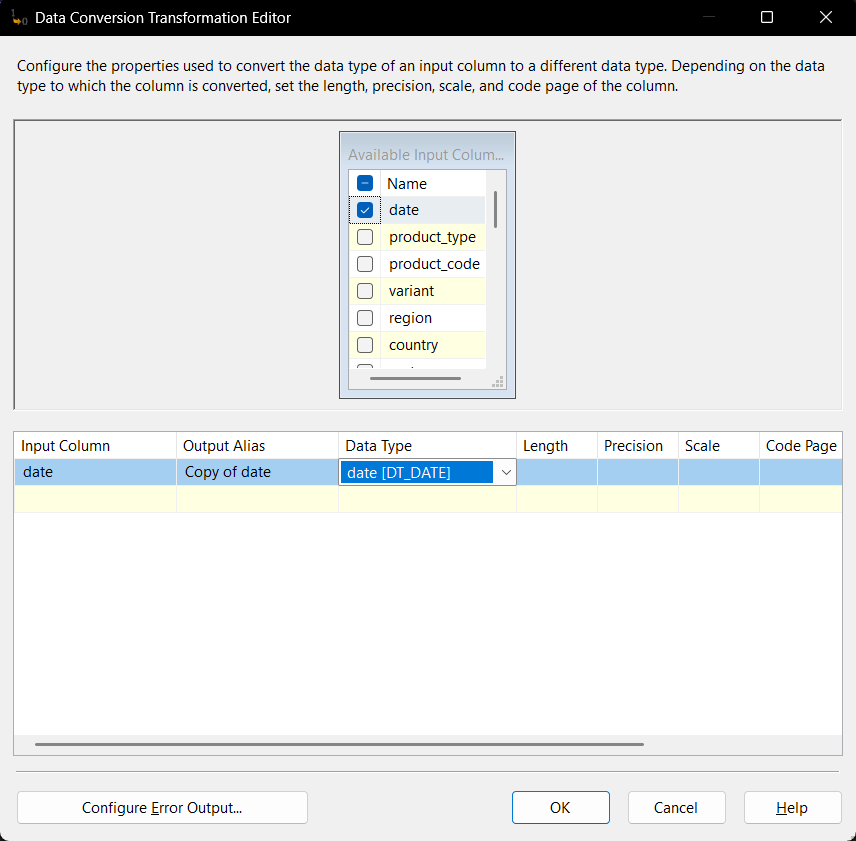 Data Conversion Transformation Editor
Configure the properties used to convert the data type of an input column to a different data type. Depending on the data
type to which the column is converted, set the length, precision, scale, and code page of the column.
Available Input Colum...
Name
date
product_type
product_code
variant
region
country
Input Column Output Alias Data Type Length Precision Scale Code Page
date Copy of date date [DT_DATE]
Configure Error Output... OK Cancel Help